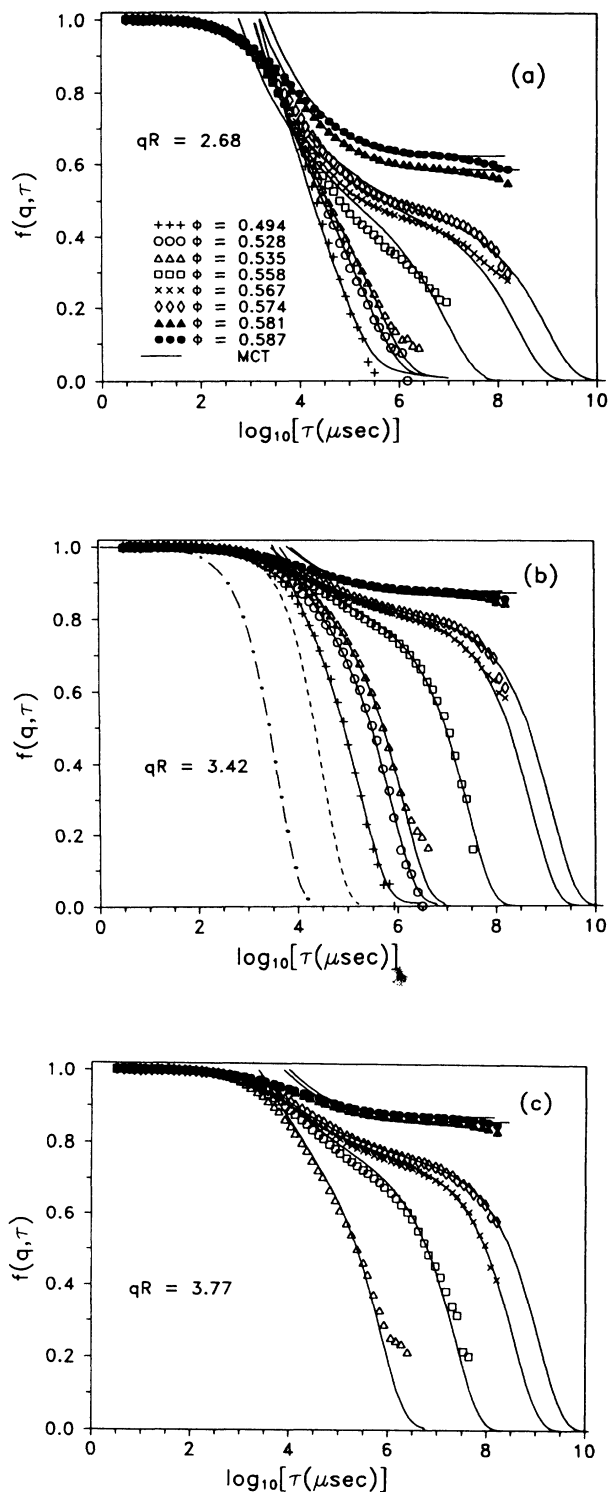 (a)
1.0
0.8
0.6
0.4
0.2
0.0
f(q,τ)
qR = 2.68
+++ Φ = 0.494
○○○ Φ = 0.528
△△△ Φ = 0.535
□□□ Φ = 0.558
××× Φ = 0.567
◊◊◊ Φ = 0.574
▲▲▲ Φ = 0.581
●●● Φ = 0.587
—— MCT
0 2 4 6 8 10
log₁₀[τ(μsec)]
(b)
1.0
0.8
0.6
0.4
0.2
0.0
f(q,τ)
qR = 3.42
0 2 4 6 8 10
log₁₀[τ(μsec)]
(c)
1.0
0.8
0.6
0.4
0.2
0.0
f(q,τ)
qR = 3.77
0 2 4 6 8 10
log₁₀[τ(μsec)]